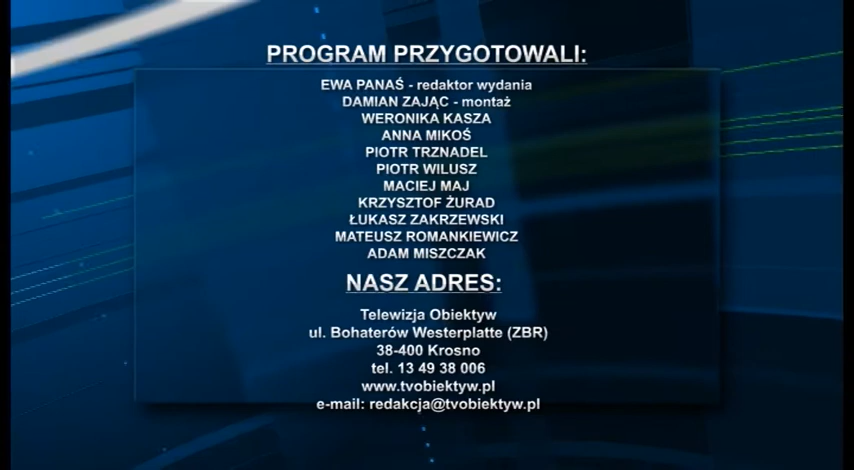 PROGRAM PRZYGOTOWALI:
EWA PANAŚ - redaktor wydania
DAMIAN ZAJĄC - montaż
WERONIKA KASZA
ANNA MIKOŚ
PIOTR TRZNADEL
PIOTR WILUSZ
MACIEJ MAJ
KRZYSZTOF ŻURAD
ŁUKASZ ZAKRZEWSKI
MATEUSZ ROMANKIEWICZ
ADAM MISZCZAK
NASZ ADRES:
Telewizja Obiektyw
ul. Bohaterów Westerplatte (ZBR)
38-400 Krosno
tel. 13 49 38 006
www.tvobiektyw.pl
e-mail: redakcja@tvobiektyw.pl